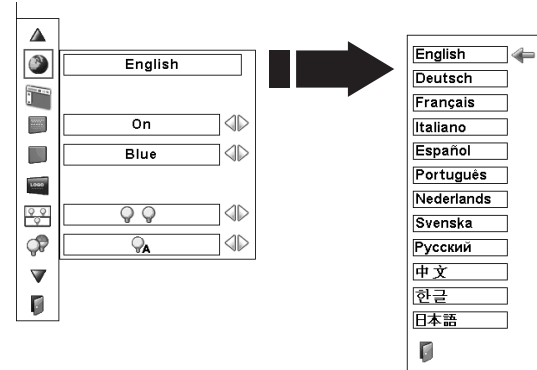 English
On
Blue
LOGO
A
English
Deutsch
Français
Italiano
Español
Português
Nederlands
Svenska
Русский
中文
한글
日本語